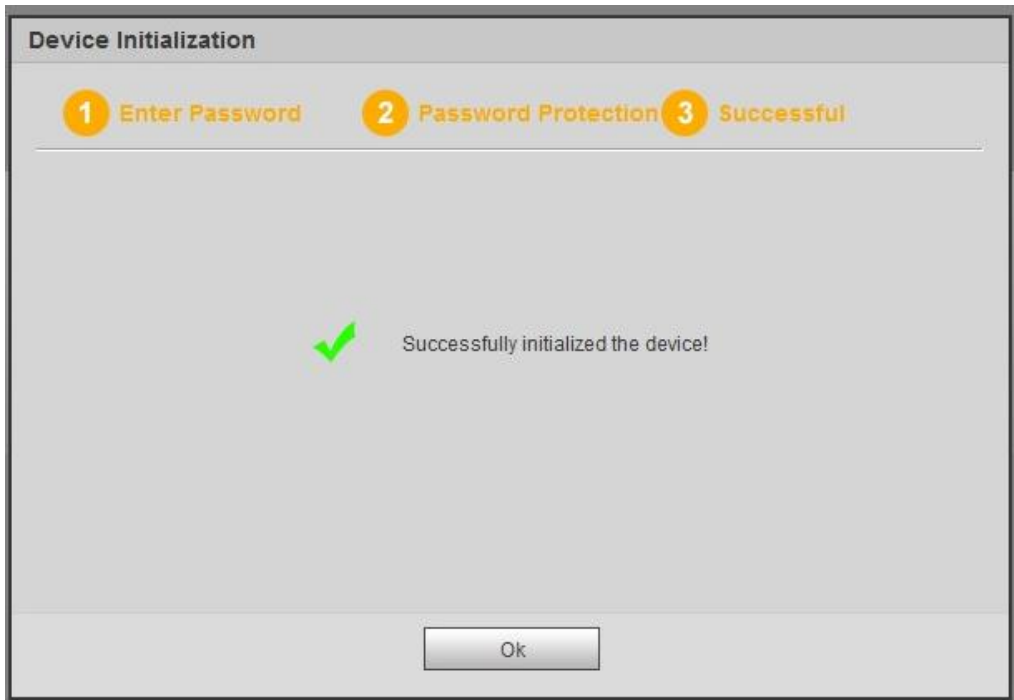 Device Initialization
1 Enter Password 2 Password Protection 3 Successful
Successfully initialized the device!
Ok